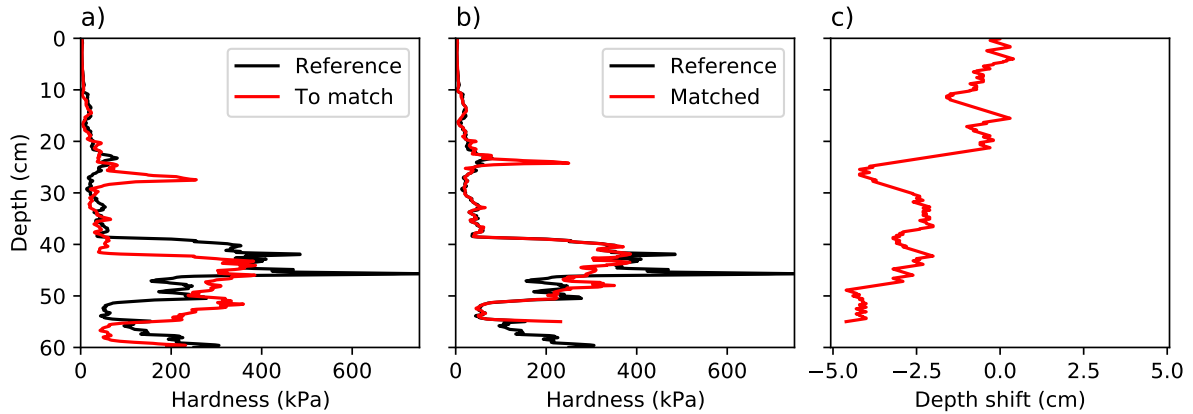 a)
b)
c)
0
10
20
30
40
50
60
Depth (cm)
Reference
To match
0
200
400
600
Hardness (kPa)
Reference
Matched
0
200
400
600
Hardness (kPa)
−5.0
−2.5
0.0
2.5
5.0
Depth shift (cm)